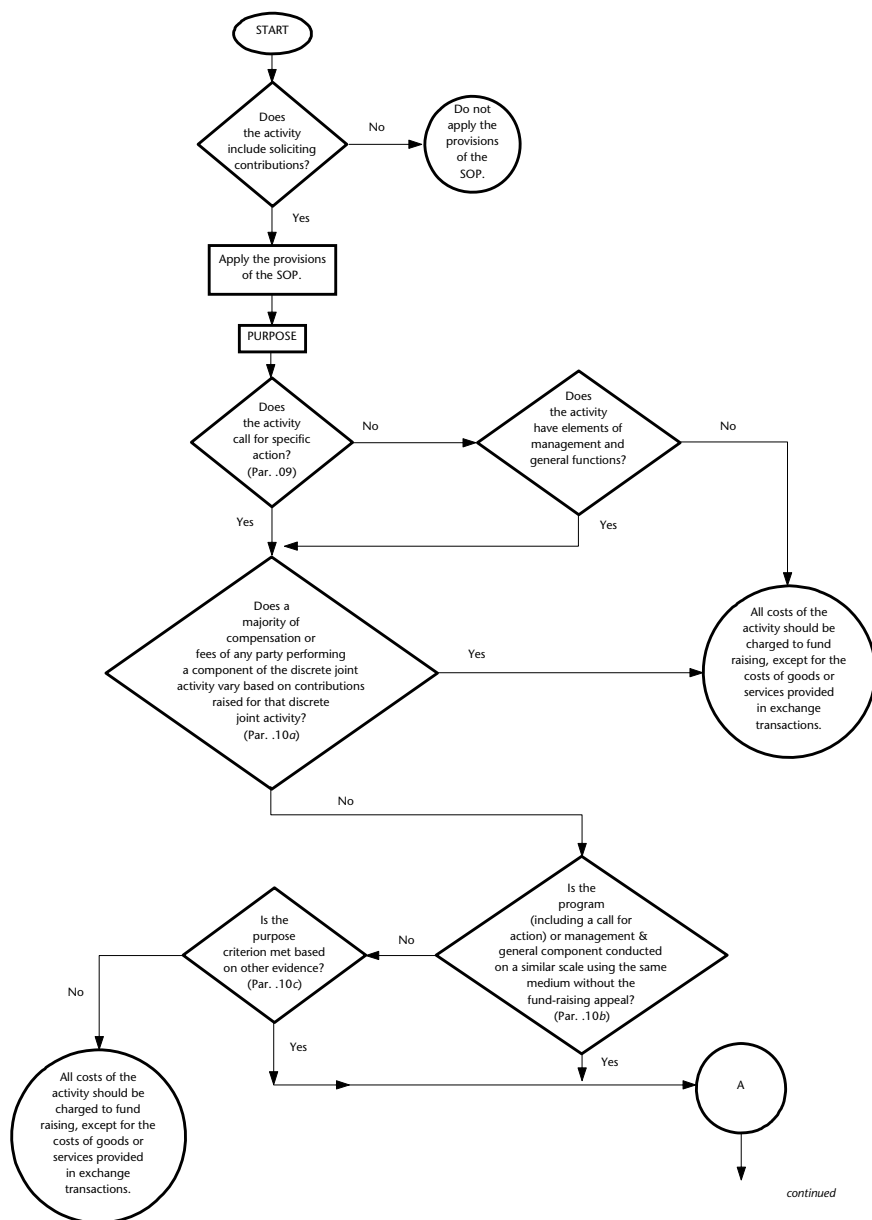 START
Does
the activity
include soliciting
contributions?
No
Do not
apply the
provisions
of the
SOP.
Yes
Apply the provisions
of the SOP.
PURPOSE
Does
the activity
call for specific
action?
(Par. .09)
No
Does
the activity
have elements of
management and
general functions?
No
Yes
Yes
Does a
majority of
compensation or
fees of any party performing
a component of the discrete joint
activity vary based on contributions
raised for that discrete
joint activity?
(Par. .10a)
Yes
All costs of the
activity should be
charged to fund
raising, except for the
costs of goods or
services provided
in exchange
transactions.
No
Is the
program
(including a call for
action) or management &
general component conducted
on a similar scale using the same
medium without the
fund-raising appeal?
(Par. .10b)
No
Is the
purpose
criterion met based
on other evidence?
(Par. .10c)
No
Yes
Yes
All costs of the
activity should be
charged to fund
raising, except for the
costs of goods or
services provided
in exchange
transactions.
A
continued